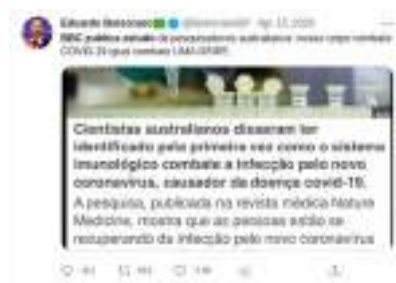 Eduardo Bolsonaro
BBC publica estudo de pesquisadores australianos: nosso corpo combate
COVID-19 igual combate UMA GRIPE.
Cientistas australianos disseram ter
identificado pela primeira vez como o sistema
imunológico combate a infecção pelo novo
coronavírus, causador da doença covid-19.
A pesquisa, publicada na revista médica Nature
Medicine, mostra que as pessoas estão se
recuperando da infecção pelo novo coronavírus